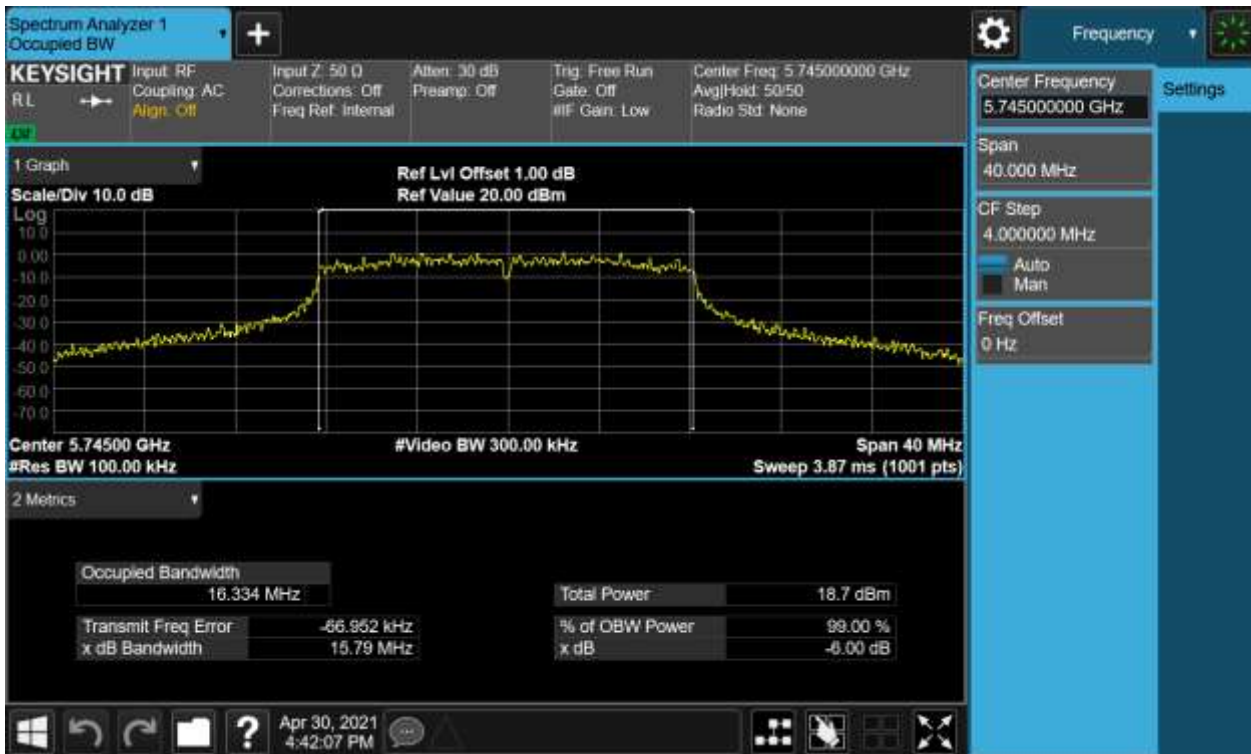 Spectrum Analyzer 1
Occupied BW
+
Frequency
KEYSIGHT
RL
Input: RF
Coupling: AC
Align: Off
Input Z: 50 Ω
Corrections: Off
Freq Ref: Internal
Atten: 30 dB
Preamp: Off
Trig: Free Run
Gate: Off
#IF Gain: Low
Center Freq: 5.745000000 GHz
Avg|Hold: 50/50
Radio Std: None
Center Frequency
5.745000000 GHz
Settings
Span
40.000 MHz
CF Step
4.000000 MHz
Auto
Man
Freq Offset
0 Hz
1 Graph
Scale/Div 10.0 dB
Ref Lvl Offset 1.00 dB
Ref Value 20.00 dBm
Log
10.0
0.00
-10.0
-20.0
-30.0
-40.0
-50.0
-60.0
-70.0
Center 5.74500 GHz
#Video BW 300.00 kHz
Span 40 MHz
#Res BW 100.00 kHz
Sweep 3.87 ms (1001 pts)
2 Metrics
Occupied Bandwidth
16.334 MHz
Total Power 18.7 dBm
Transmit Freq Error -66.952 kHz
% of OBW Power 99.00 %
x dB Bandwidth 15.79 MHz
x dB -6.00 dB
?
Apr 30, 2021
4:42:07 PM